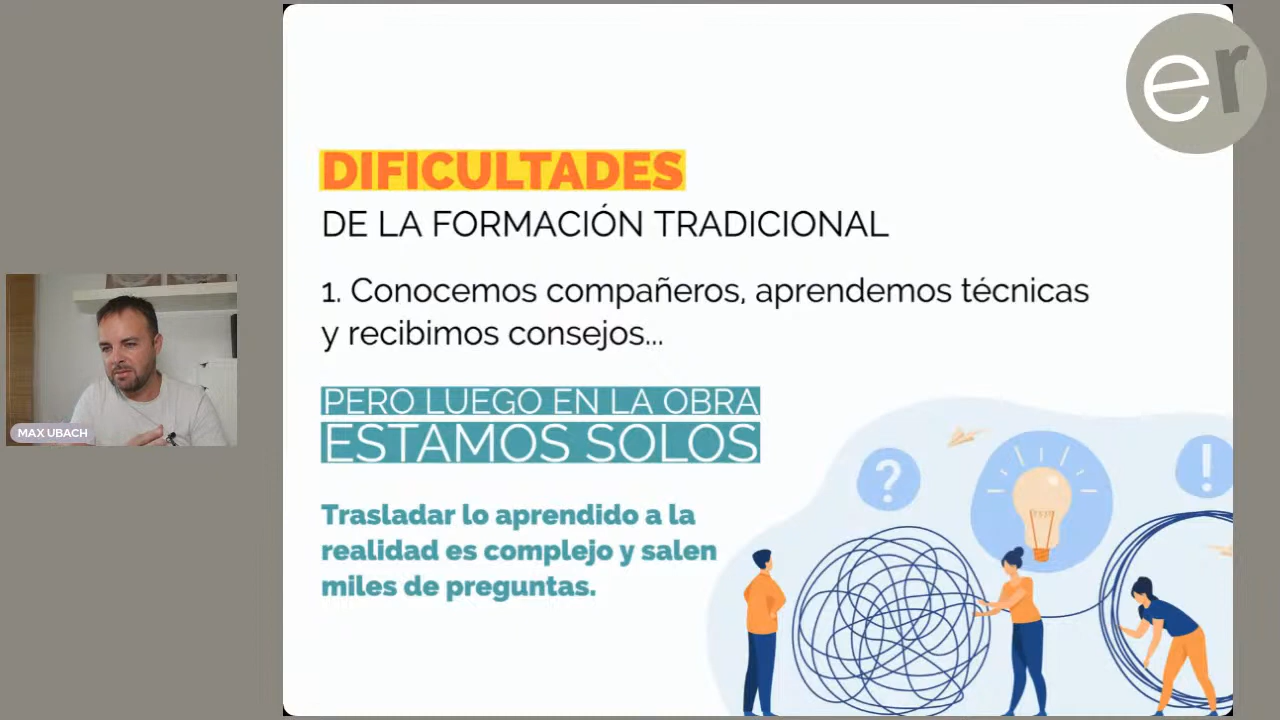 er
DIFICULTADES
DE LA FORMACIÓN TRADICIONAL
1. Conocemos compañeros, aprendemos técnicas
y recibimos consejos...
PERO LUEGO EN LA OBRA
ESTAMOS SOLOS
Trasladar lo aprendido a la
realidad es complejo y salen
miles de preguntas.
MAX UBACH
?
!